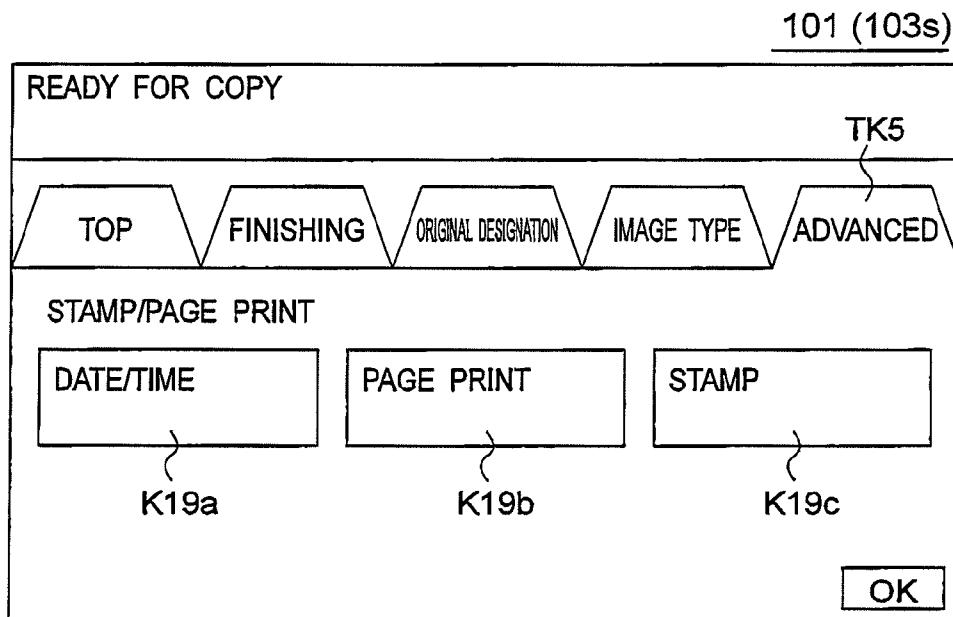 101 (103s)
READY FOR COPY
TK5
TOP FINISHING ORIGINAL DESIGNATION IMAGE TYPE ADVANCED
STAMP/PAGE PRINT
DATE/TIME PAGE PRINT STAMP
K19a K19b K19c
OK